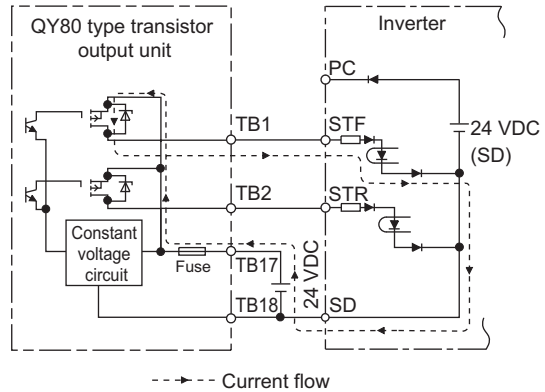 QY80 type transistor
output unit
Inverter
PC
TB1
STF
24 VDC
(SD)
TB2
STR
Constant
voltage
circuit
Fuse
TB17
24 VDC
TB18
SD
Current flow